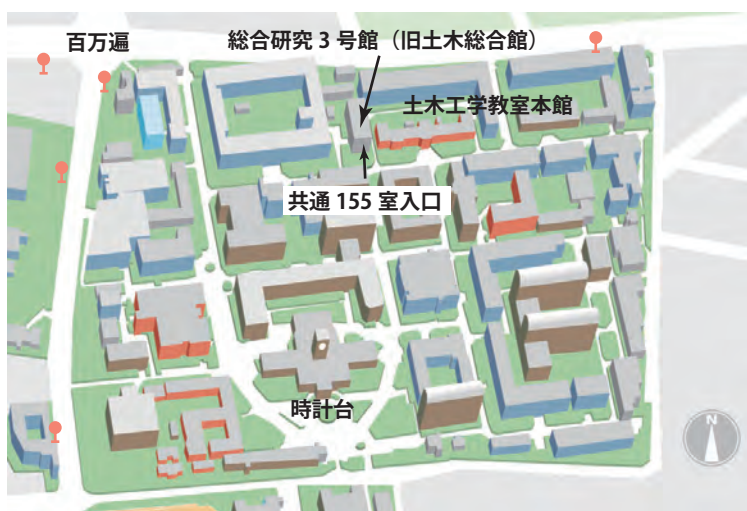 百万遍
総合研究 3 号館（旧土木総合館）
土木工学教室本館
共通 155 室入口
時計台
N